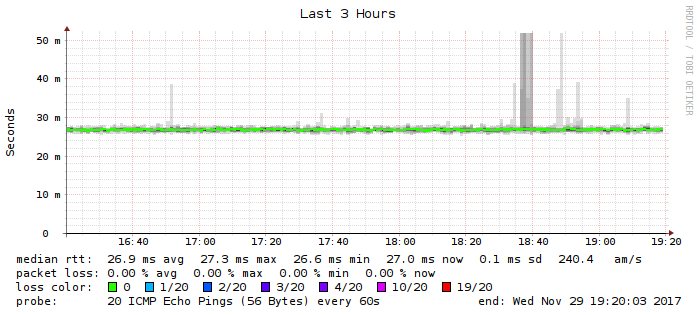 Last 3 Hours
RRDTOOL / TOBI OETIKER
Seconds
50 m
40 m
30 m
20 m
10 m
0
16:40 17:00 17:20 17:40 18:00 18:20 18:40 19:00 19:20
median rtt: 26.9 ms avg 27.3 ms max 26.6 ms min 27.0 ms now 0.1 ms sd 240.4 am/s
packet loss: 0.00 % avg 0.00 % max 0.00 % min 0.00 % now
loss color: 0 1/20 2/20 3/20 4/20 10/20 19/20
probe: 20 ICMP Echo Pings (56 Bytes) every 60s end: Wed Nov 29 19:20:03 2017